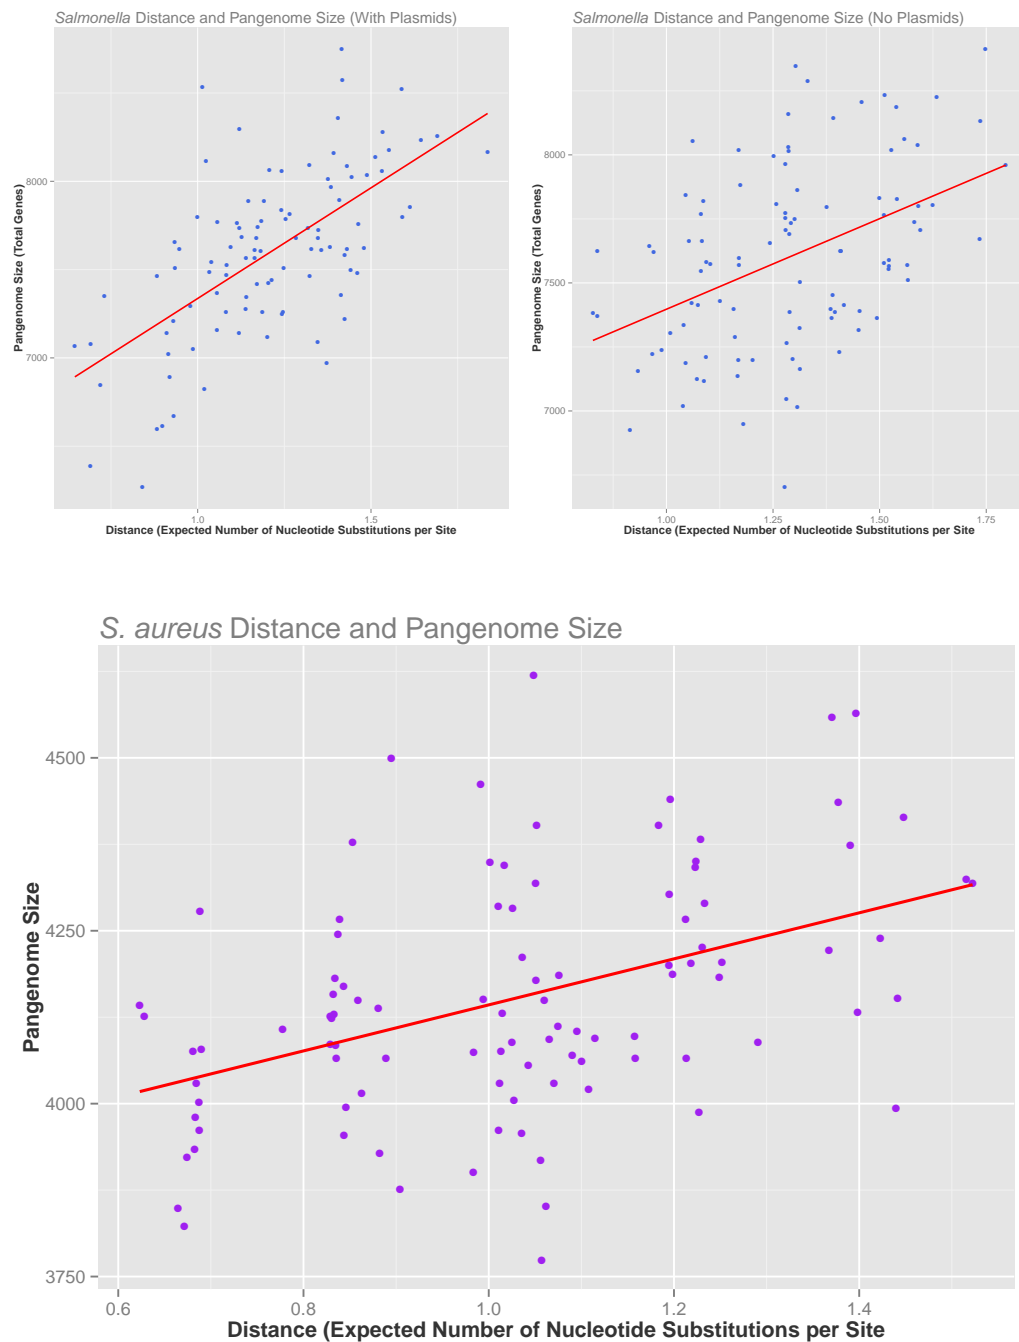 Salmonella Distance and Pangenome Size (With Plasmids)
Pangenome Size (Total Genes)
8000
7000
1.0 1.5
Distance (Expected Number of Nucleotide Substitutions per Site
Salmonella Distance and Pangenome Size (No Plasmids)
Pangenome Size (Total Genes)
8000
7500
7000
1.00 1.25 1.50 1.75
Distance (Expected Number of Nucleotide Substitutions per Site
S. aureus Distance and Pangenome Size
Pangenome Size
4500
4250
4000
3750
0.6 0.8 1.0 1.2 1.4
Distance (Expected Number of Nucleotide Substitutions per Site